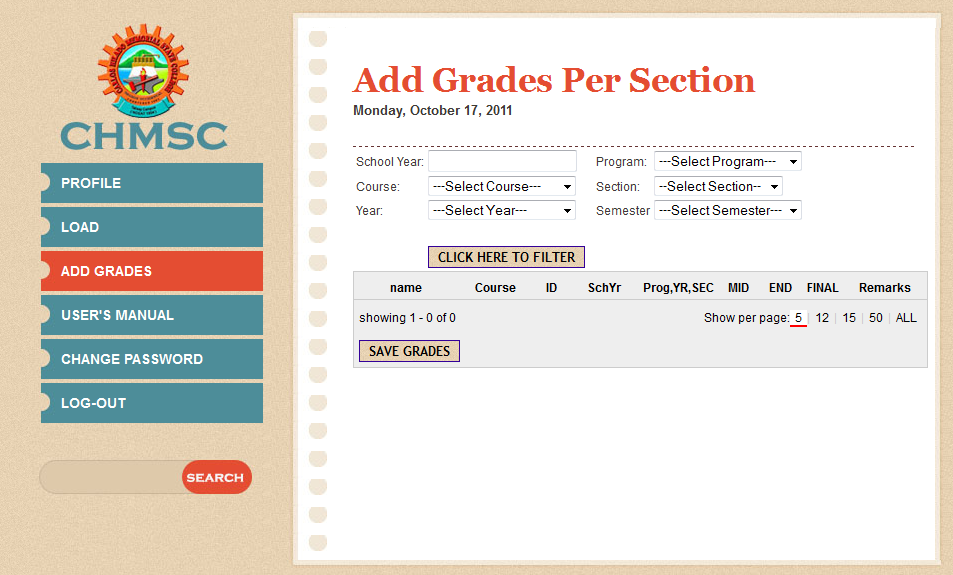 CARLOS HILADO MEMORIAL STATE COLLEGE
CHMSC
PROFILE
LOAD
ADD GRADES
USER'S MANUAL
CHANGE PASSWORD
LOG-OUT
SEARCH
Add Grades Per Section
Monday, October 17, 2011
School Year: Program: ---Select Program---
Course: ---Select Course--- Section: --Select Section--
Year: ---Select Year--- Semester ---Select Semester---
CLICK HERE TO FILTER
name Course ID SchYr Prog,YR,SEC MID END FINAL Remarks
showing 1 - 0 of 0 Show per page: 5 | 12 | 15 | 50 | ALL
SAVE GRADES